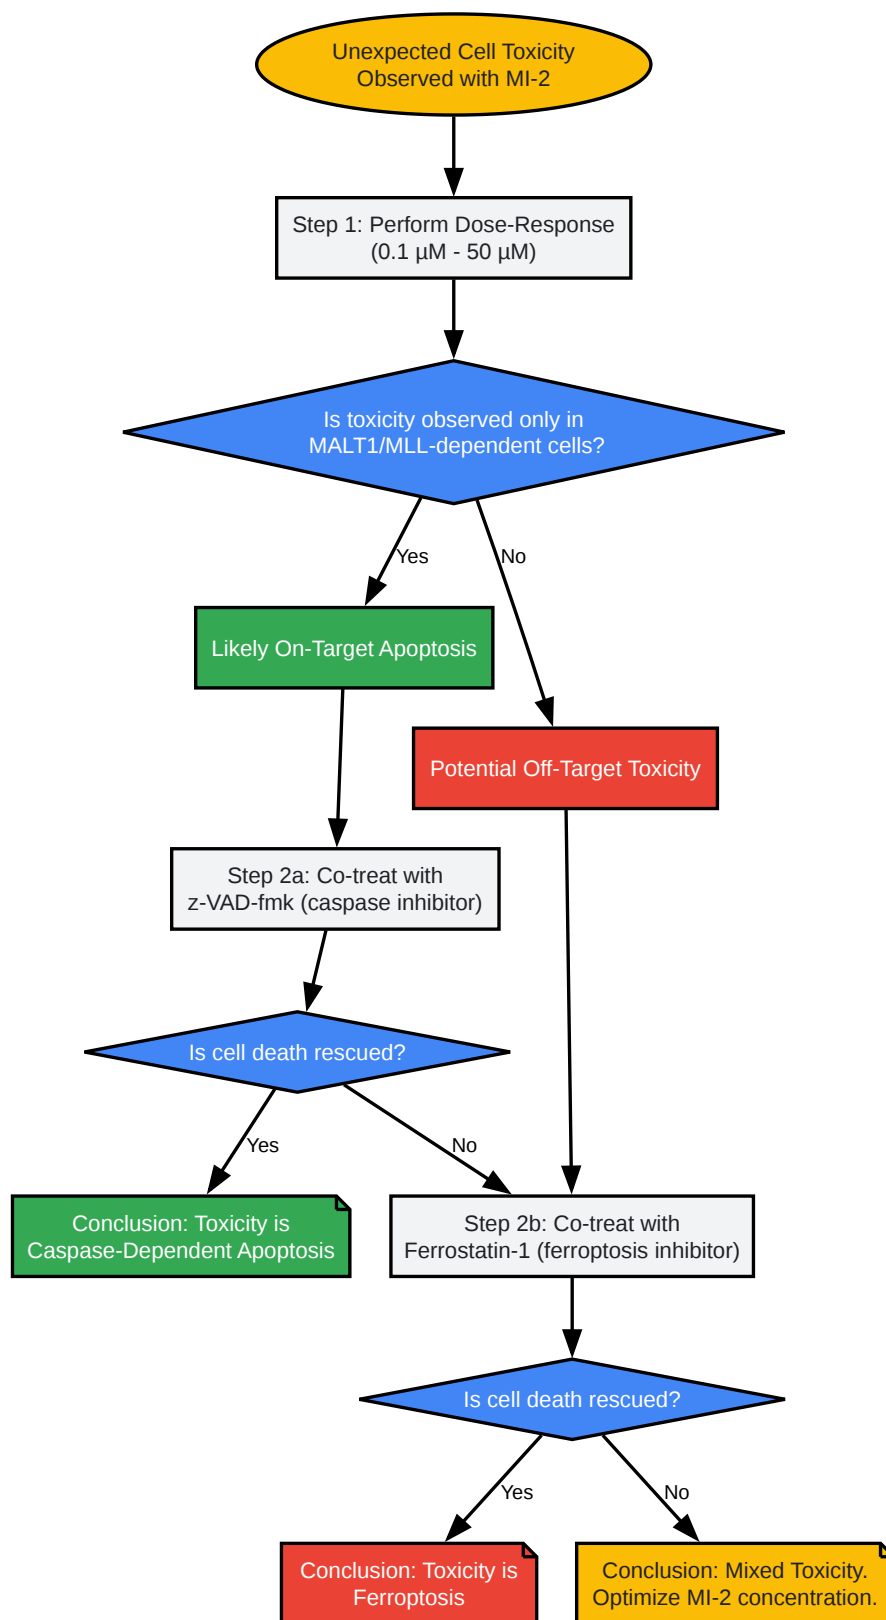 Unexpected Cell Toxicity
Observed with MI-2
Step 1: Perform Dose-Response
(0.1 µM - 50 µM)
Is toxicity observed only in
MALT1/MLL-dependent cells?
Yes
No
Likely On-Target Apoptosis
Potential Off-Target Toxicity
Step 2a: Co-treat with
z-VAD-fmk (caspase inhibitor)
Is cell death rescued?
Yes
No
Conclusion: Toxicity is
Caspase-Dependent Apoptosis
Step 2b: Co-treat with
Ferrostatin-1 (ferroptosis inhibitor)
Is cell death rescued?
Yes
No
Conclusion: Toxicity is
Ferroptosis
Conclusion: Mixed Toxicity.
Optimize MI-2 concentration.